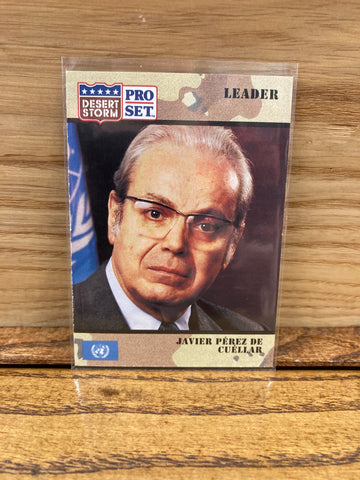 DESERT
STORM
PRO
SET.
LEADER
JAVIER PÉREZ DE
CUÉLLAR